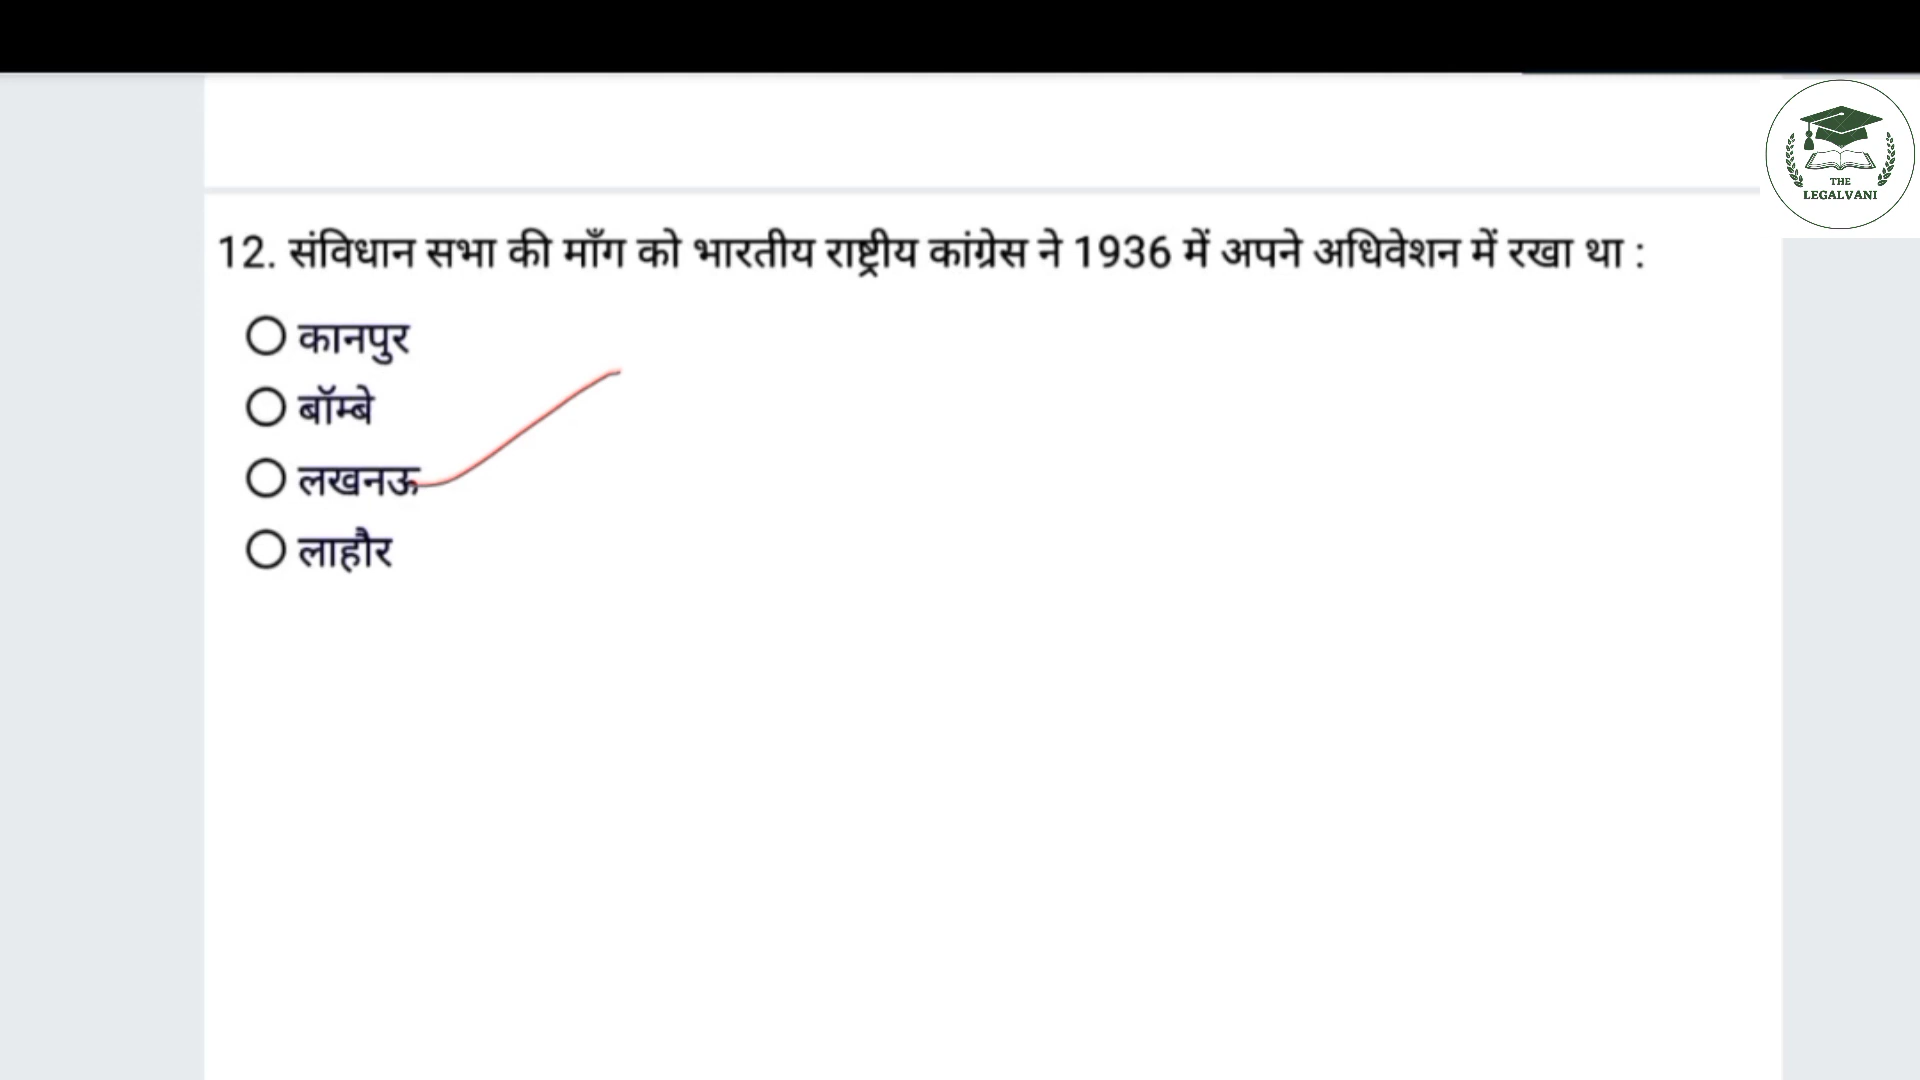 THE
LEGALVANI
12. संविधान सभा की माँग को भारतीय राष्ट्रीय कांग्रेस ने 1936 में अपने अधिवेशन में रखा था :
कानपुर
बॉम्बे
लखनऊ
लाहौर